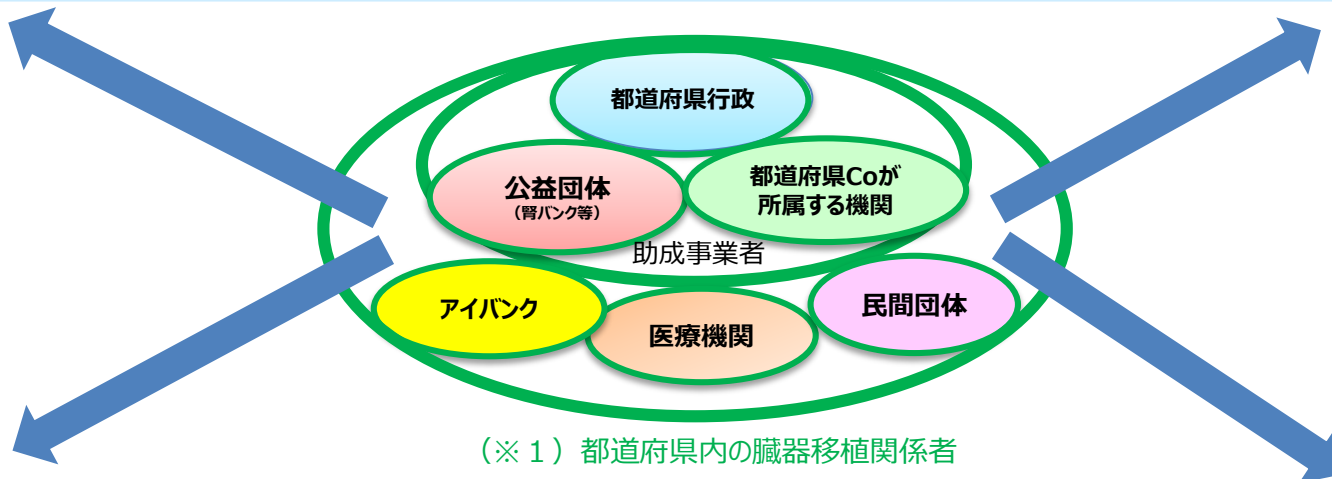 都道府県行政
公益団体
（腎バンク等）
都道府県Coが
所属する機関
助成事業者
アイバンク
医療機関
民間団体
（※１）都道府県内の臓器移植関係者